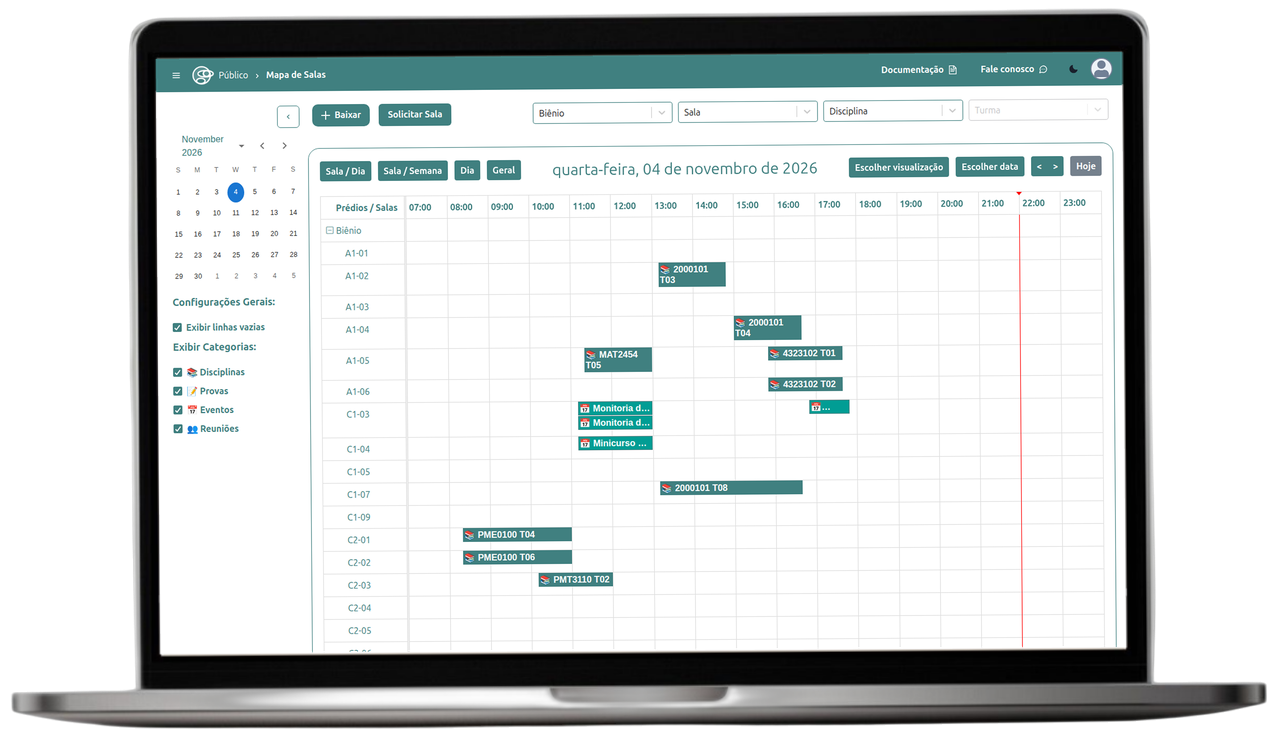 Público › Mapa de Salas
Documentação
Fale conosco
+ Baixar
Solicitar Sala
Biênio
Sala
Disciplina
Turma
November
2026
S M T W T F S
1 2 3 4 5 6 7
8 9 10 11 12 13 14
15 16 17 18 19 20 21
22 23 24 25 26 27 28
29 30 1 2 3 4 5
Configurações Gerais:
Exibir linhas vazias
Exibir Categorias:
📚 Disciplinas
📝 Provas
📅 Eventos
👥 Reuniões
Sala / Dia
Sala / Semana
Dia
Geral
quarta-feira, 04 de novembro de 2026
Escolher visualização
Escolher data
< >
Hoje
Prédios / Salas 07:00 08:00 09:00 10:00 11:00 12:00 13:00 14:00 15:00 16:00 17:00 18:00 19:00 20:00 21:00 22:00 23:00
Biênio
A1-01
A1-02
📚 2000101
T03
A1-03
A1-04
📚 2000101
T04
A1-05
📚 MAT2454
T05
📚 4323102 T01
A1-06
📚 4323102 T02
C1-03
📅 Monitoria d...
📅 ...
📅 Monitoria d...
C1-04
📅 Minicurso ...
C1-05
C1-07
📚 2000101 T08
C1-09
C2-01
📚 PME0100 T04
C2-02
📚 PME0100 T06
C2-03
📚 PMT3110 T02
C2-04
C2-05